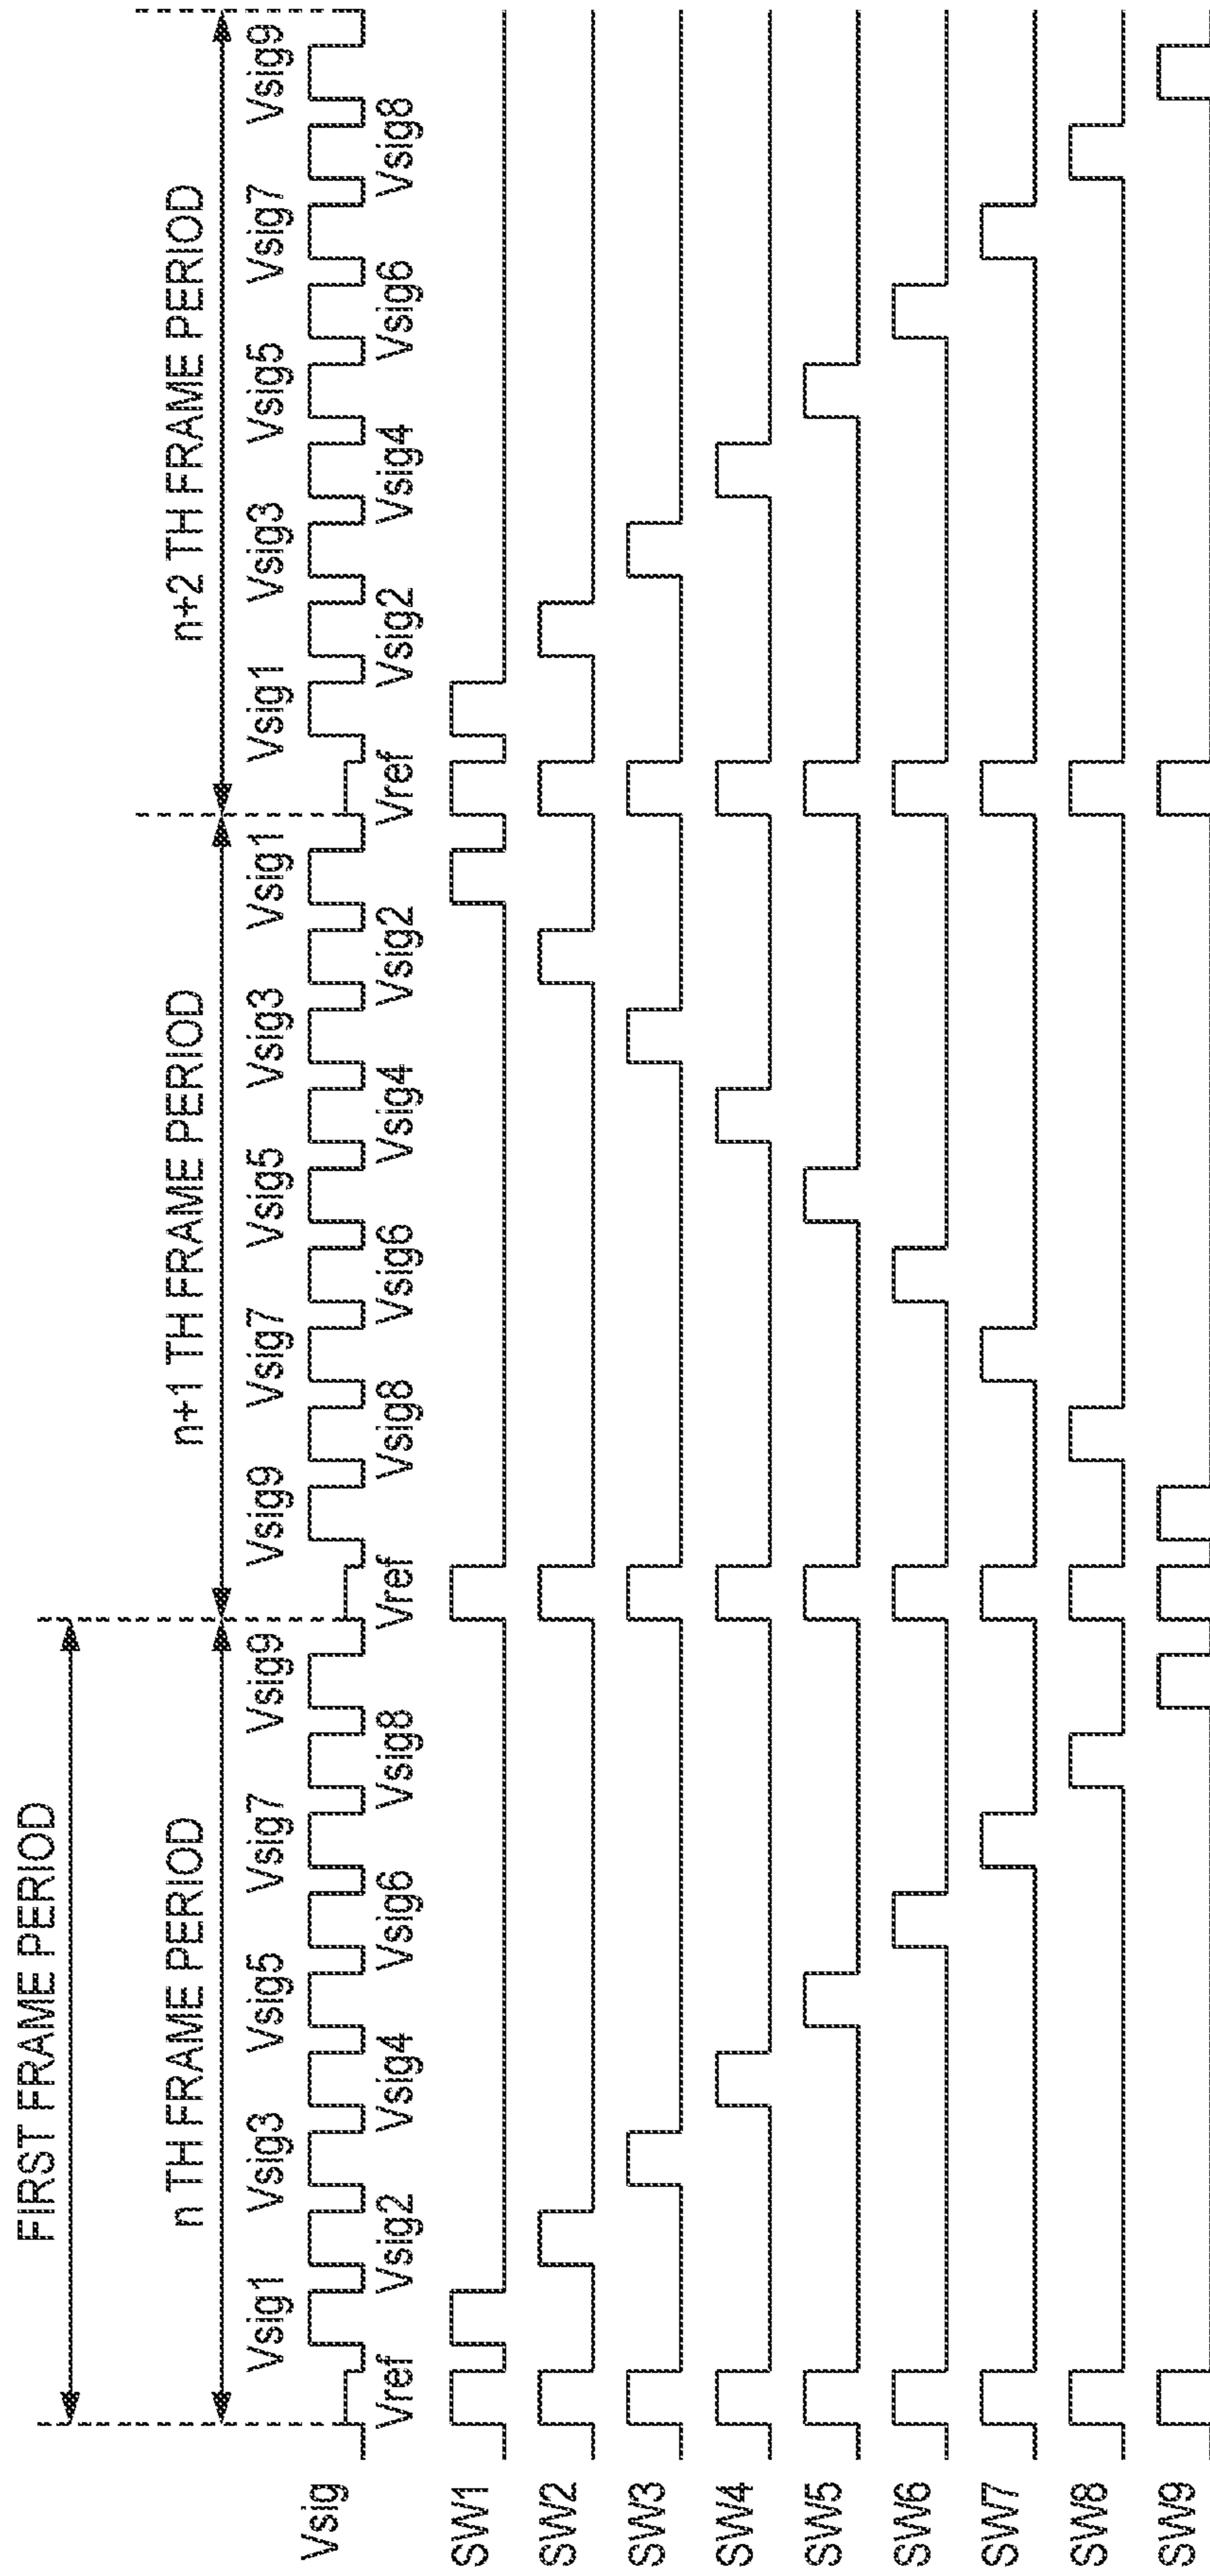 FIRST FRAME PERIOD
n TH FRAME PERIOD n+1 TH FRAME PERIOD n+2 TH FRAME PERIOD
Vsig1 Vsig3 Vsig5 Vsig7 Vsig9 Vsig9 Vsig7 Vsig5 Vsig3 Vsig1 Vsig1 Vsig3 Vsig5 Vsig7 Vsig9
Vsig
Vref Vsig2 Vsig4 Vsig6 Vsig8 Vref Vsig8 Vsig6 Vsig4 Vsig2 Vref Vsig2 Vsig4 Vsig6 Vsig8
SW1
SW2
SW3
SW4
SW5
SW6
SW7
SW8
SW9